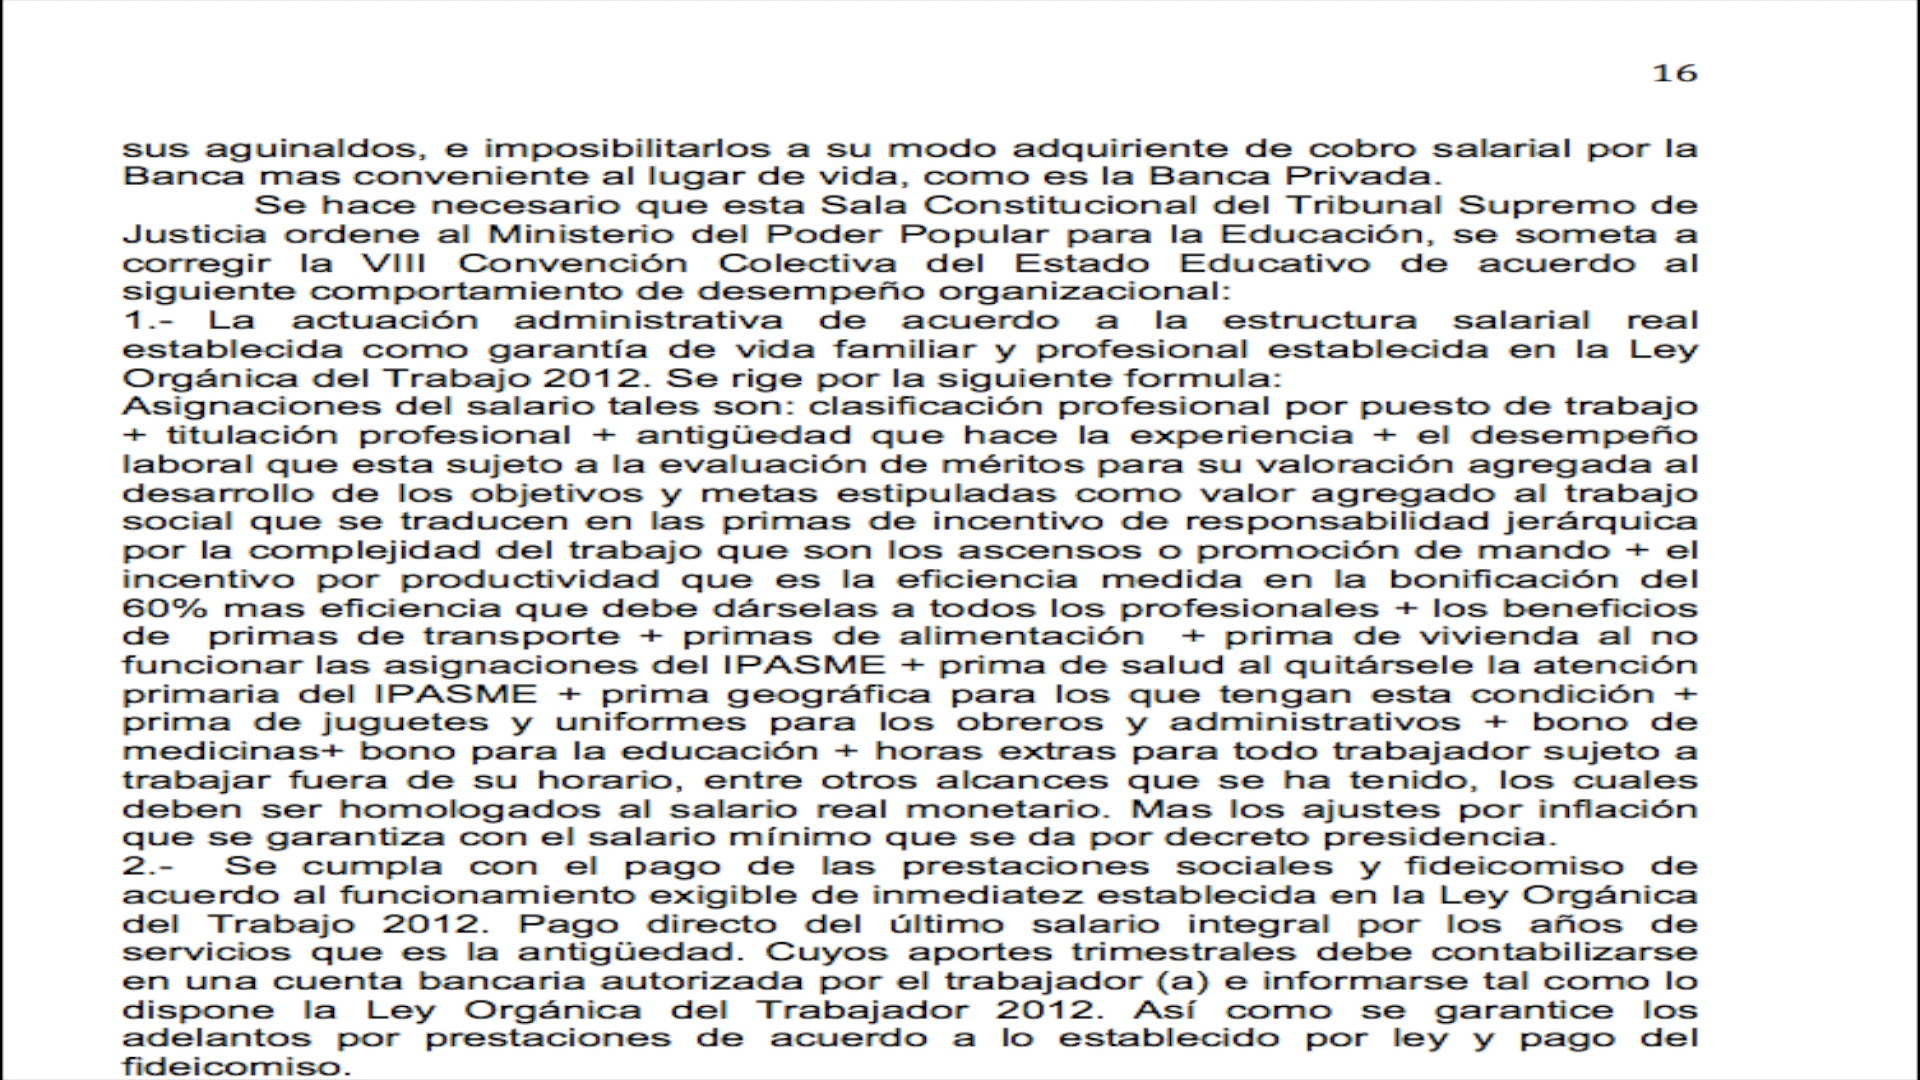 16
sus aguinaldos, e imposibilitarlos a su modo adquiriente de cobro salarial por la
Banca mas conveniente al lugar de vida, como es la Banca Privada.
Se hace necesario que esta Sala Constitucional del Tribunal Supremo de
Justicia ordene al Ministerio del Poder Popular para la Educación, se someta a
corregir la VIII Convención Colectiva del Estado Educativo de acuerdo al
siguiente comportamiento de desempeño organizacional:
1.- La actuación administrativa de acuerdo a la estructura salarial real
establecida como garantía de vida familiar y profesional establecida en la Ley
Orgánica del Trabajo 2012. Se rige por la siguiente formula:
Asignaciones del salario tales son: clasificación profesional por puesto de trabajo
+ titulación profesional + antigüedad que hace la experiencia + el desempeño
laboral que esta sujeto a la evaluación de méritos para su valoración agregada al
desarrollo de los objetivos y metas estipuladas como valor agregado al trabajo
social que se traducen en las primas de incentivo de responsabilidad jerárquica
por la complejidad del trabajo que son los ascensos o promoción de mando + el
incentivo por productividad que es la eficiencia medida en la bonificación del
60% mas eficiencia que debe dárselas a todos los profesionales + los beneficios
de primas de transporte + primas de alimentación + prima de vivienda al no
funcionar las asignaciones del IPASME + prima de salud al quitársele la atención
primaria del IPASME + prima geográfica para los que tengan esta condición +
prima de juguetes y uniformes para los obreros y administrativos + bono de
medicinas+ bono para la educación + horas extras para todo trabajador sujeto a
trabajar fuera de su horario, entre otros alcances que se ha tenido, los cuales
deben ser homologados al salario real monetario. Mas los ajustes por inflación
que se garantiza con el salario mínimo que se da por decreto presidencia.
2.- Se cumpla con el pago de las prestaciones sociales y fideicomiso de
acuerdo al funcionamiento exigible de inmediatez establecida en la Ley Orgánica
del Trabajo 2012. Pago directo del último salario integral por los años de
servicios que es la antigüedad. Cuyos aportes trimestrales debe contabilizarse
en una cuenta bancaria autorizada por el trabajador (a) e informarse tal como lo
dispone la Ley Orgánica del Trabajador 2012. Así como se garantice los
adelantos por prestaciones de acuerdo a lo establecido por ley y pago del
fideicomiso.